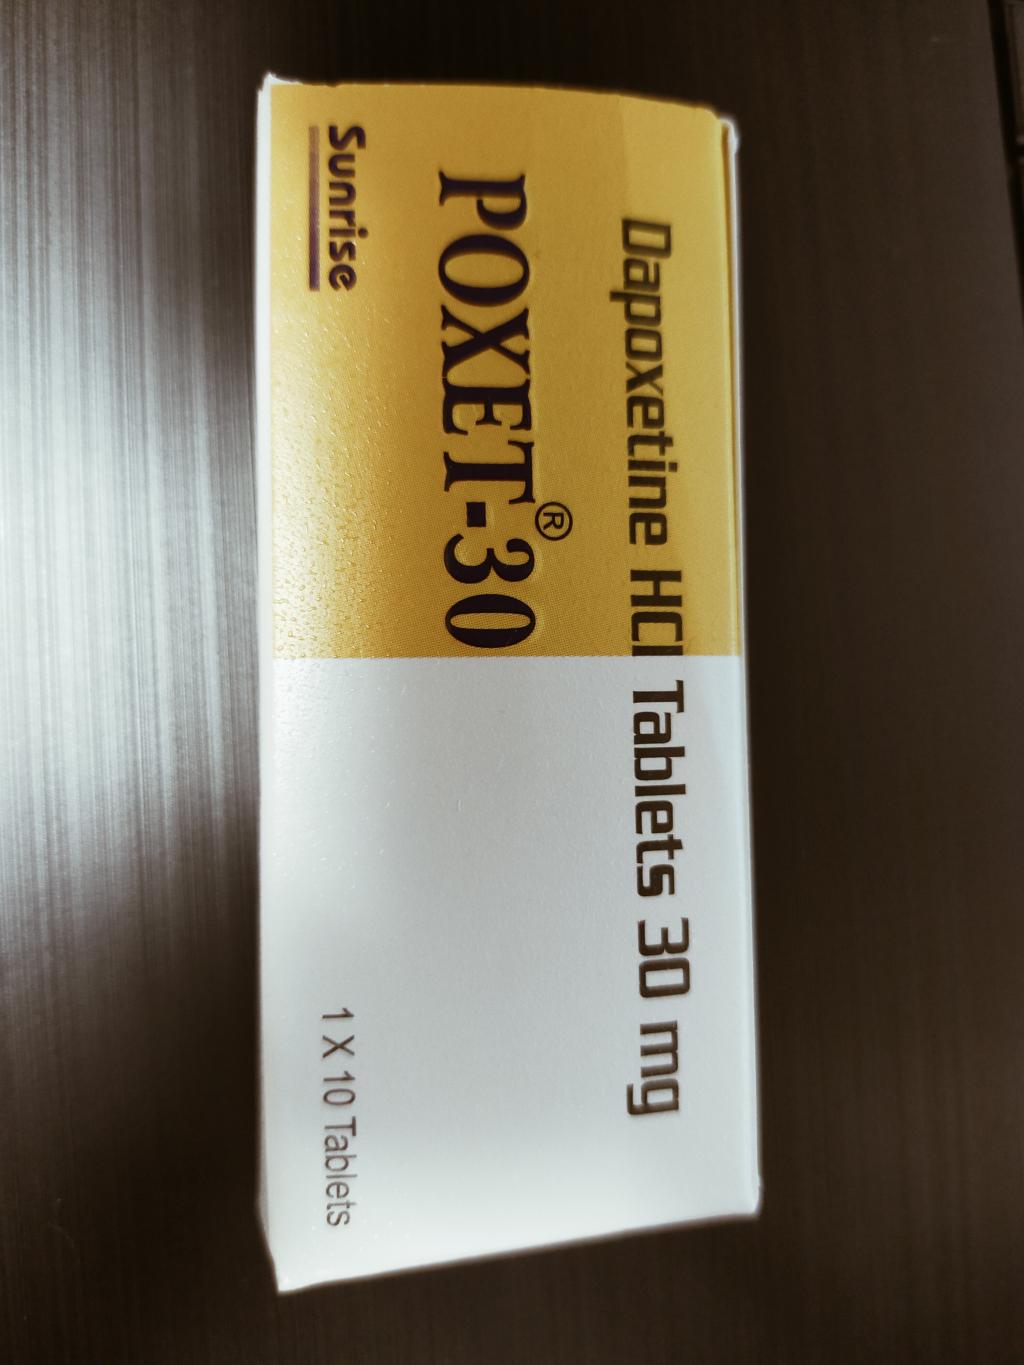 Dapoxetine HCl Tablets 30 mg
POXET-30®
Sunrise
1 X 10 Tablets